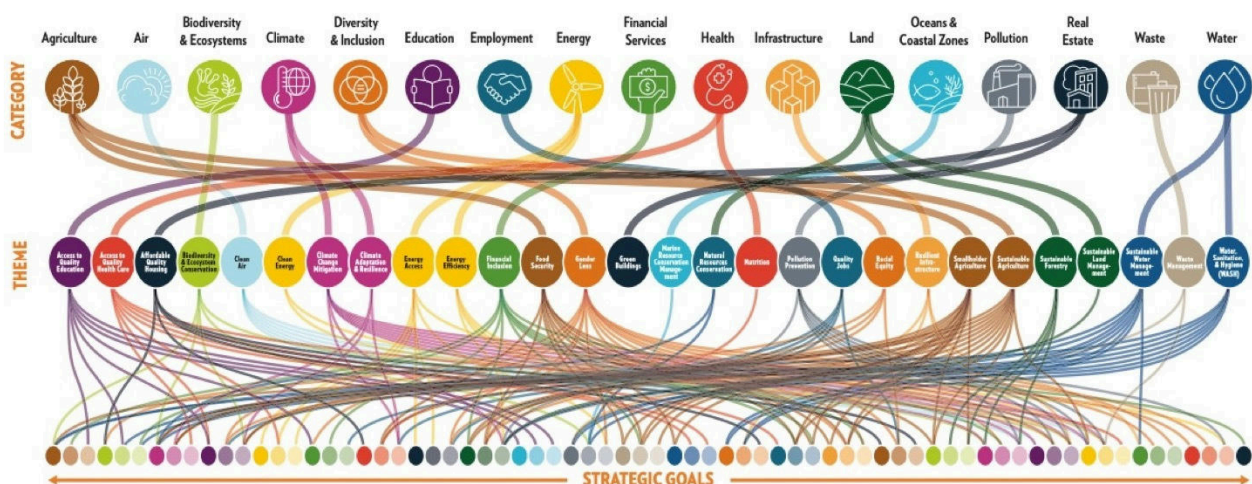 Agriculture
Air
Biodiversity
& Ecosystems
Climate
Diversity
& Inclusion
Education
Employment
Energy
Financial
Services
Health
Infrastructure
Land
Oceans &
Coastal Zones
Pollution
Real
Estate
Waste
Water
CATEGORY
THEME
Access to
Quality
Education
Access to
Quality
Health Care
Affordable
Quality
Housing
Biodiversity
& Ecosystem
Conservation
Clean
Air
Clean
Energy
Climate
Change
Mitigation
Climate
Adaptation
& Resilience
Energy
Access
Energy
Efficiency
Financial
Inclusion
Food
Security
Gender
Lens
Green
Buildings
Marine
Resource
Conservation
Manage-
ment
Natural
Resources
Conservation
Nutrition
Pollution
Prevention
Quality
Jobs
Racial
Equity
Resilient
Infra-
structure
Smallholder
Agriculture
Sustainable
Agriculture
Sustainable
Forestry
Sustainable
Land
Manage-
ment
Sustainable
Water
Manage-
ment
Waste
Management
Water,
Sanitation,
& Hygiene
(WASH)
STRATEGIC GOALS